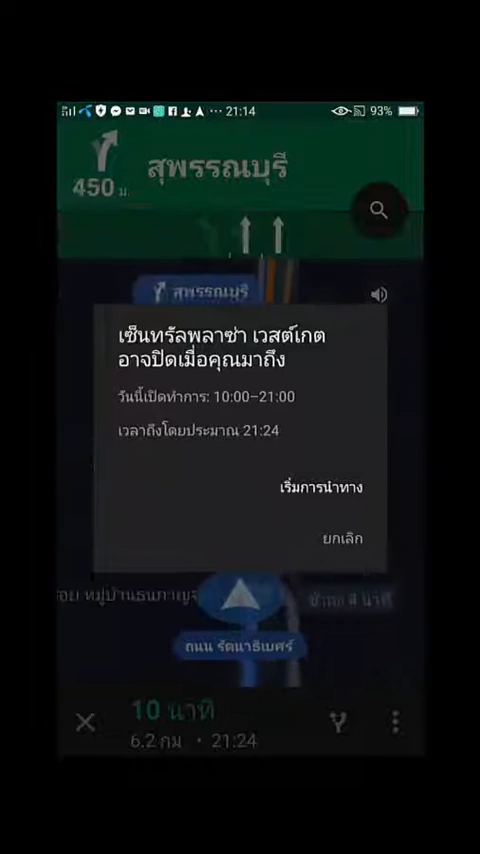 21:14
93%
450 ม.
สุพรรณบุรี
สุพรรณบุรี
เซ็นทรัลพลาซ่า เวสต์เกต
อาจปิดเมื่อคุณมาถึง
วันนี้เปิดทำการ: 10:00–21:00
เวลาถึงโดยประมาณ 21:24
เริ่มการนำทาง
ยกเลิก
ถนน รัตนาธิเบศร์
10 นาที
6.2 กม • 21:24